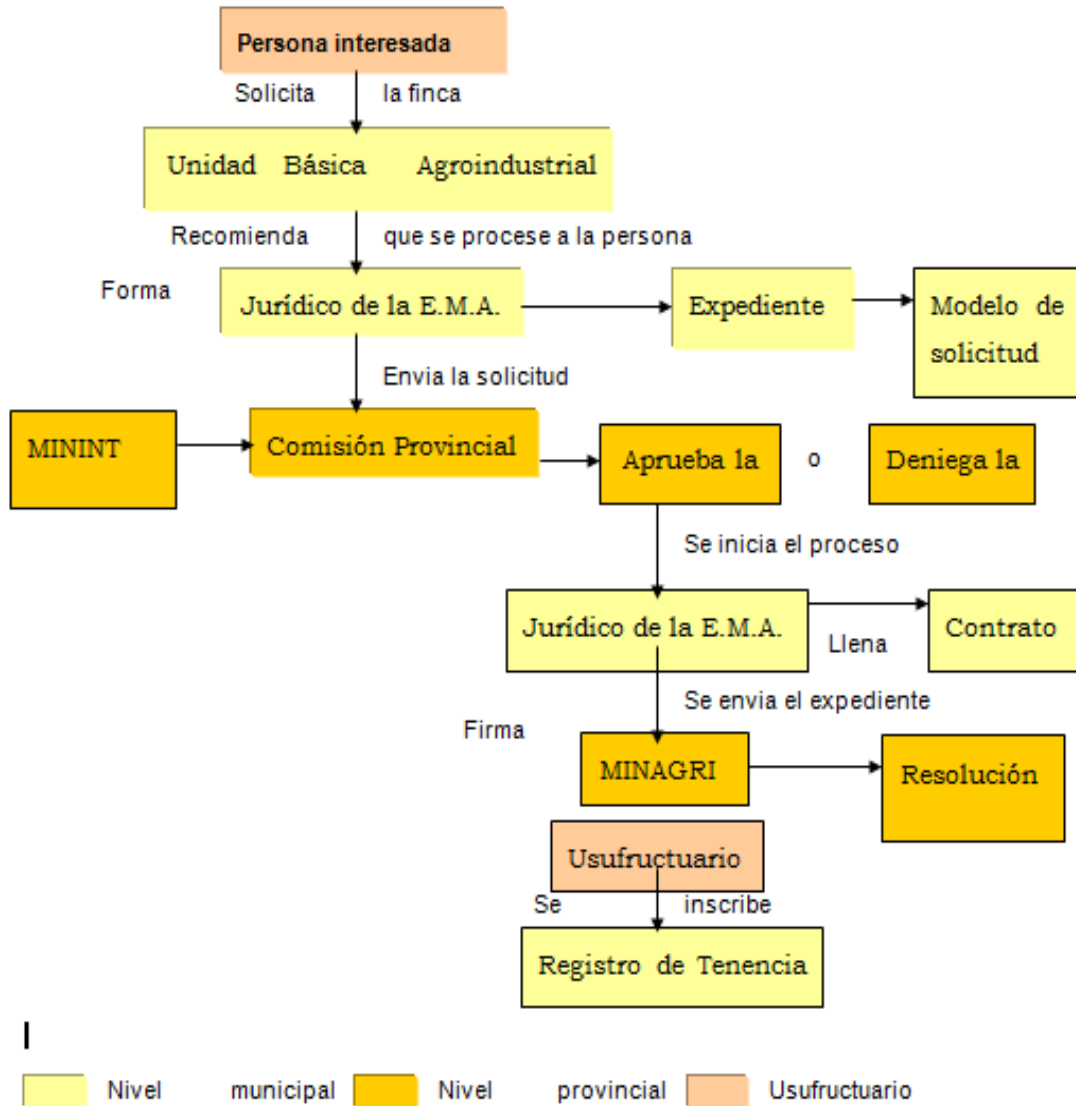 Persona interesada
Solicita la finca
Unidad Básica Agroindustrial
Recomienda que se procese a la persona
Forma
Jurídico de la E.M.A.
Expediente
Modelo de
solicitud
Envia la solicitud
MININT
Comisión Provincial
Aprueba la
o
Deniega la
Se inicia el proceso
Jurídico de la E.M.A.
Llena
Contrato
Se envia el expediente
Firma
MINAGRI
Resolución
Usufructuario
Se inscribe
Registro de Tenencia
Nivel municipal Nivel provincial Usufructuario